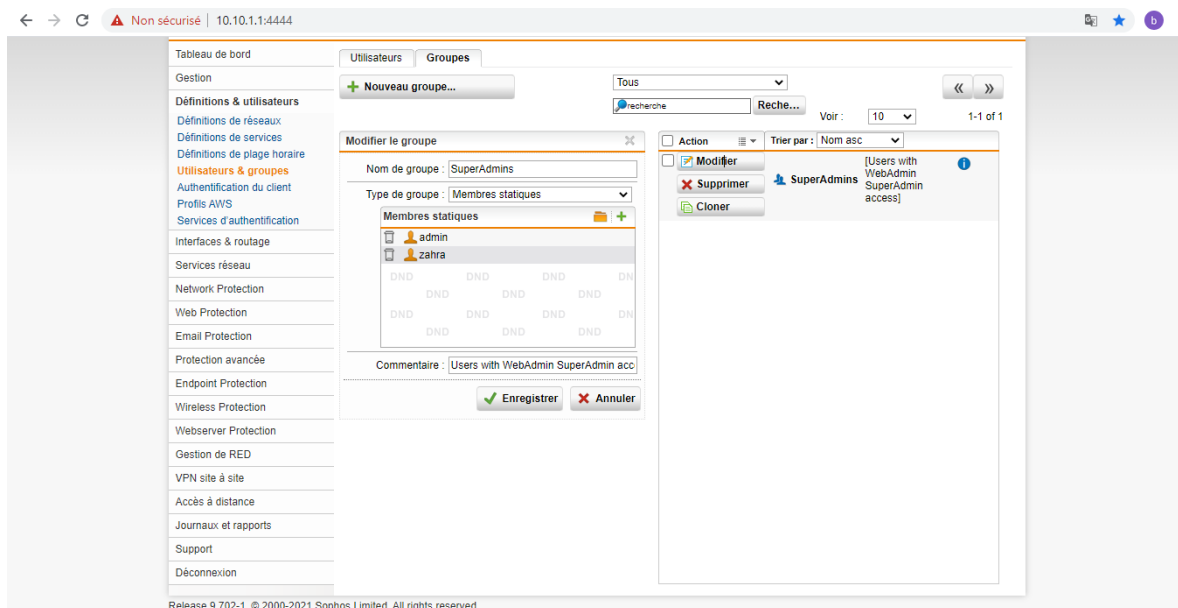 Non sécurisé | 10.10.1.1:4444
b
Tableau de bord
Gestion
Définitions & utilisateurs
Définitions de réseaux
Définitions de services
Définitions de plage horaire
Utilisateurs & groupes
Authentification du client
Profils AWS
Services d'authentification
Interfaces & routage
Services réseau
Network Protection
Web Protection
Email Protection
Protection avancée
Endpoint Protection
Wireless Protection
Webserver Protection
Gestion de RED
VPN site à site
Accès à distance
Journaux et rapports
Support
Déconnexion
Utilisateurs
Groupes
Nouveau groupe...
Tous
recherche
Reche...
Voir :
10
1-1 of 1
Modifier le groupe
Nom de groupe : SuperAdmins
Type de groupe : Membres statiques
Membres statiques
admin
zahra
DND DND DND DN
DND DND DND
DND DND DND DN
DND DND DND
Commentaire : Users with WebAdmin SuperAdmin acc
Enregistrer
Annuler
Action
Trier par : Nom asc
Modifier
Supprimer
Cloner
SuperAdmins
[Users with
WebAdmin
SuperAdmin
access]
Release 9.702-1 © 2000-2021 Sophos Limited. All rights reserved.